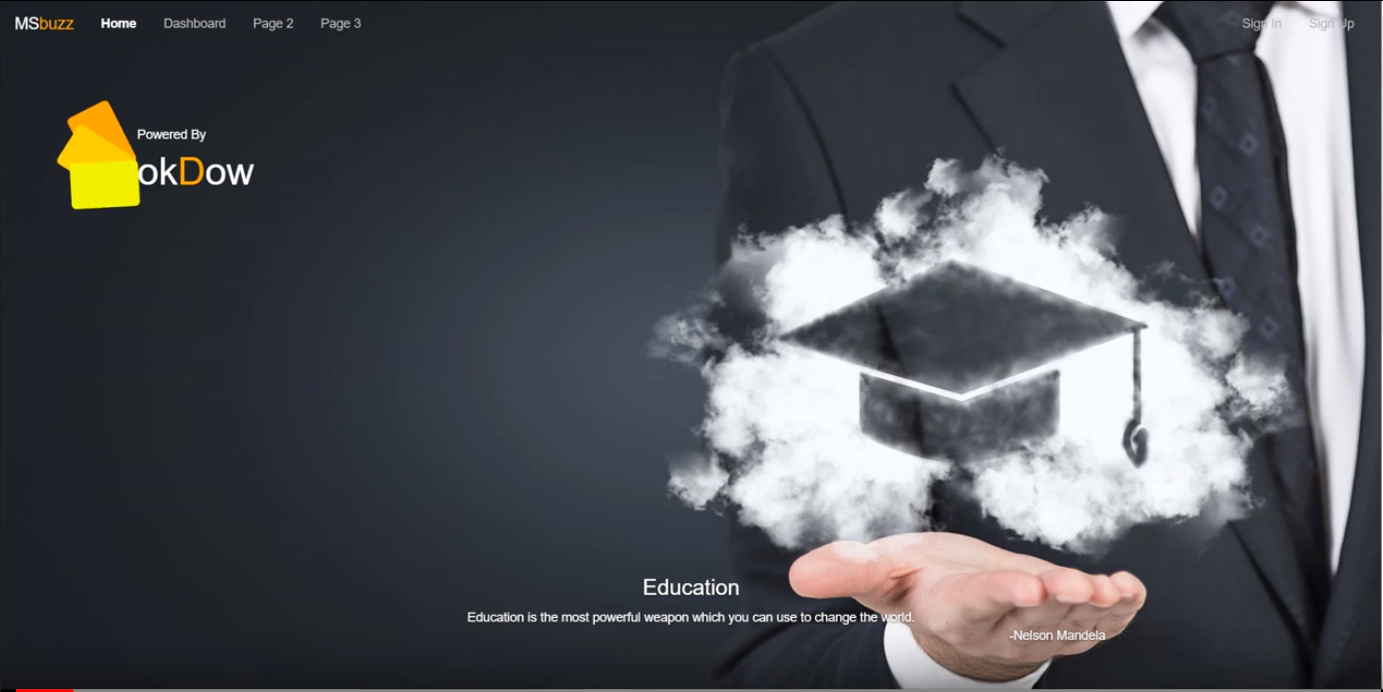 MSbuzz Home Dashboard Page 2 Page 3 Sign In Sign Up
Powered By
okDow
Education
Education is the most powerful weapon which you can use to change the world.
-Nelson Mandela